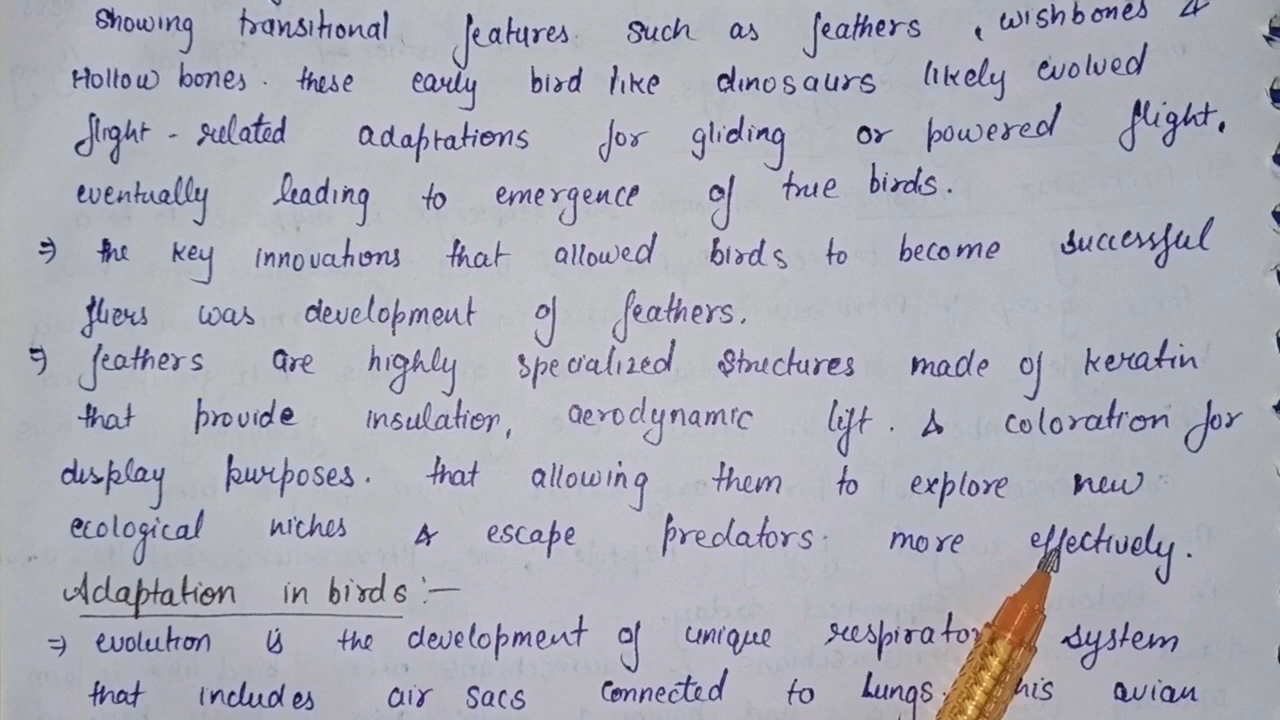 showing transitional features. such as feathers, wishbones &
Hollow bones. these early bird like dinosaurs likely evolved
flight - related adaptations for gliding or powered flight.
eventually leading to emergence of true birds.
⇒ the key innovations that allowed birds to become successful
fliers was development of feathers.
⇒ feathers are highly specialized structures made of keratin
that provide insulation, aerodynamic lift. & coloration for
display purposes. that allowing them to explore new
ecological niches & escape predators more effectively.
Adaptation in birds :-
⇒ evolution is the development of unique system
that includes air sacs connected to lungs. avian